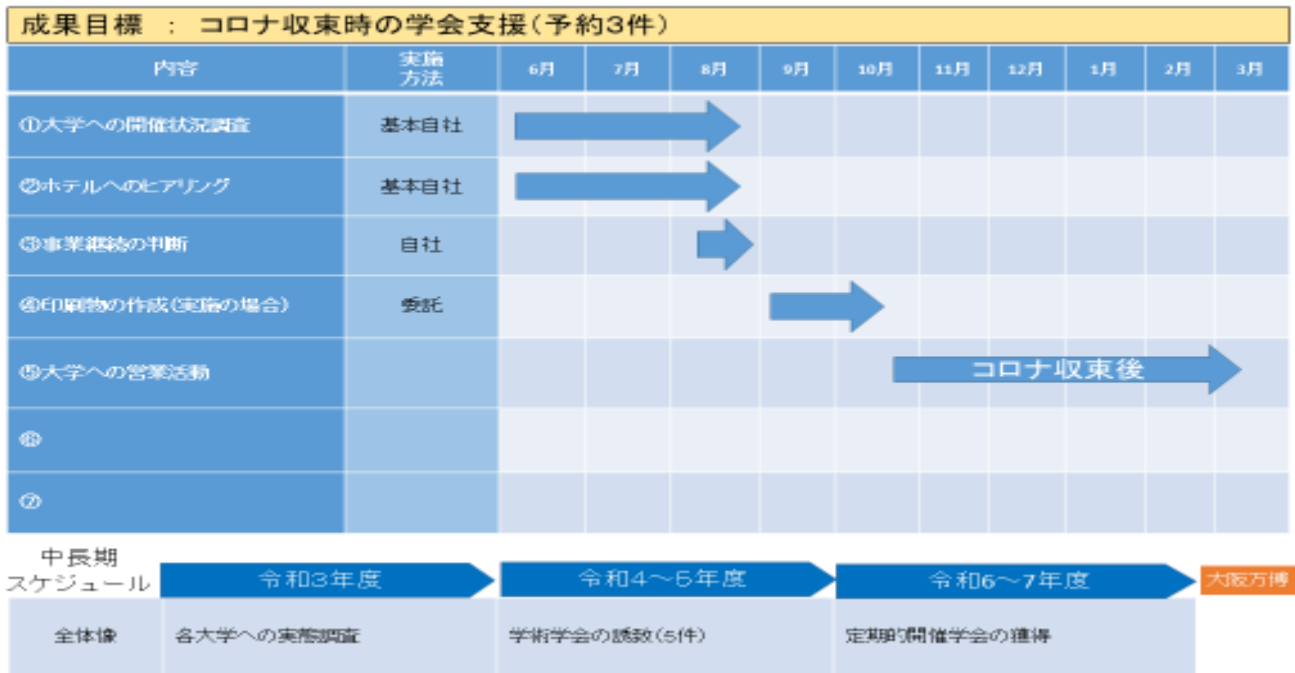 成果目標 ： コロナ収束時の学会支援(予約3件)
内容 実施方法 6月 7月 8月 9月 10月 11月 12月 1月 2月 3月
①大学への開催状況調査 基本自社
②ホテルへのヒアリング 基本自社
③事業継続の判断 自社
④印刷物の作成(実施の場合) 委託
⑤大学への営業活動 コロナ収束後
⑥
⑦
中長期
スケジュール 令和3年度 令和4～5年度 令和6～7年度 大阪万博
全体像 各大学への実態調査 学術学会の誘致(5件) 定期的開催学会の獲得